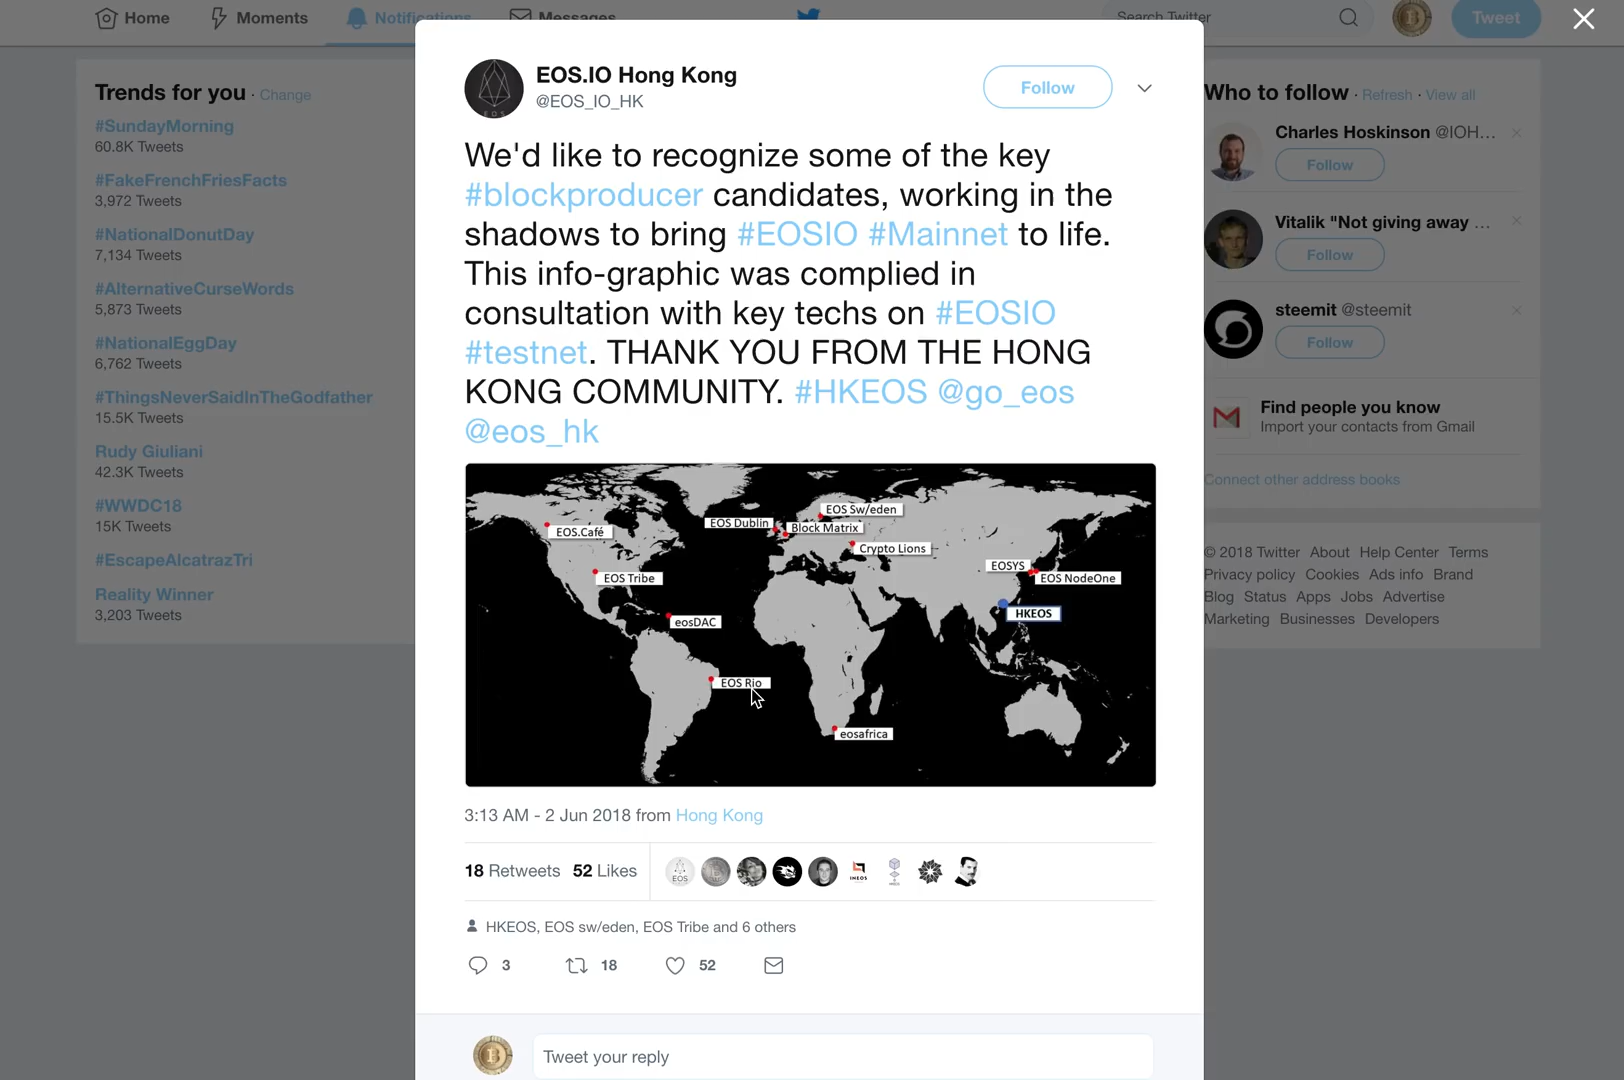 Home
Moments
Notifications
Messages
Search Twitter
Tweet
Trends for you · Change
#SundayMorning
60.8K Tweets
#FakeFrenchFriesFacts
3,972 Tweets
#NationalDonutDay
7,134 Tweets
#AlternativeCurseWords
5,873 Tweets
#NationalEggDay
6,762 Tweets
#ThingsNeverSaidInTheGodfather
15.5K Tweets
Rudy Giuliani
42.3K Tweets
#WWDC18
15K Tweets
#EscapeAlcatrazTri
Reality Winner
3,203 Tweets
EOS.IO Hong Kong
@EOS_IO_HK
Follow
We'd like to recognize some of the key
#blockproducer candidates, working in the
shadows to bring #EOSIO #Mainnet to life.
This info-graphic was complied in
consultation with key techs on #EOSIO
#testnet. THANK YOU FROM THE HONG
KONG COMMUNITY. #HKEOS @go_eos
@eos_hk
EOS Sw/eden
EOS Dublin
Block Matrix
EOS.Café
Crypto Lions
EOSYS
EOS Tribe
EOS NodeOne
HKEOS
eosDAC
EOS Rio
eosafrica
3:13 AM - 2 Jun 2018 from Hong Kong
18 Retweets 52 Likes
EOS
INEOS
HKEOS, EOS sw/eden, EOS Tribe and 6 others
3
18
52
Tweet your reply
Who to follow · Refresh · View all
Charles Hoskinson @IOH...
Follow
Vitalik "Not giving away ...
Follow
steemit @steemit
Follow
Find people you know
Import your contacts from Gmail
Connect other address books
© 2018 Twitter About Help Center Terms
Privacy policy Cookies Ads info Brand
Blog Status Apps Jobs Advertise
Marketing Businesses Developers